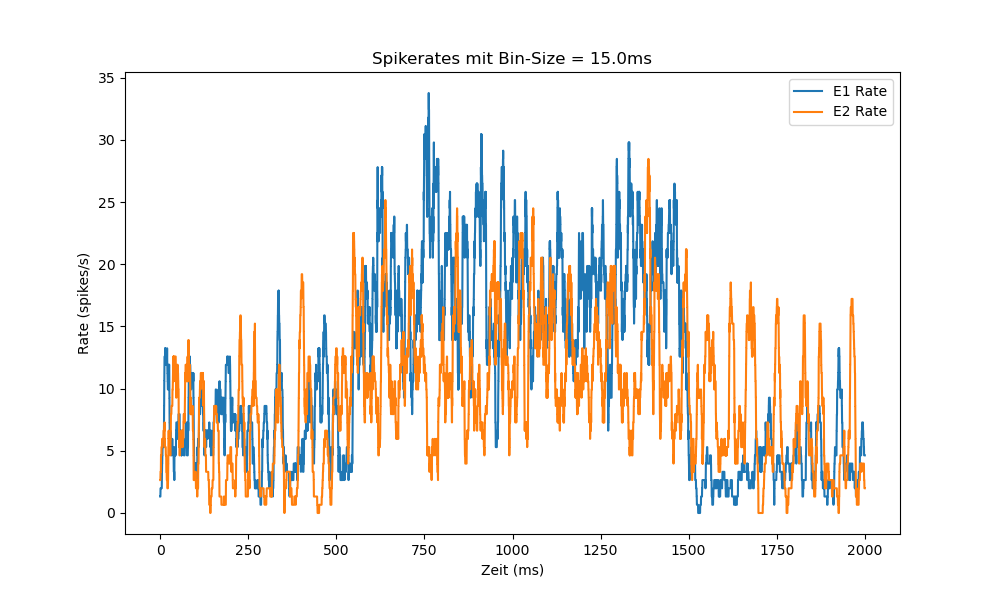 Spikerates mit Bin-Size = 15.0ms
E1 Rate
E2 Rate
35
30
25
20
15
10
5
0
Rate (spikes/s)
0 250 500 750 1000 1250 1500 1750 2000
Zeit (ms)